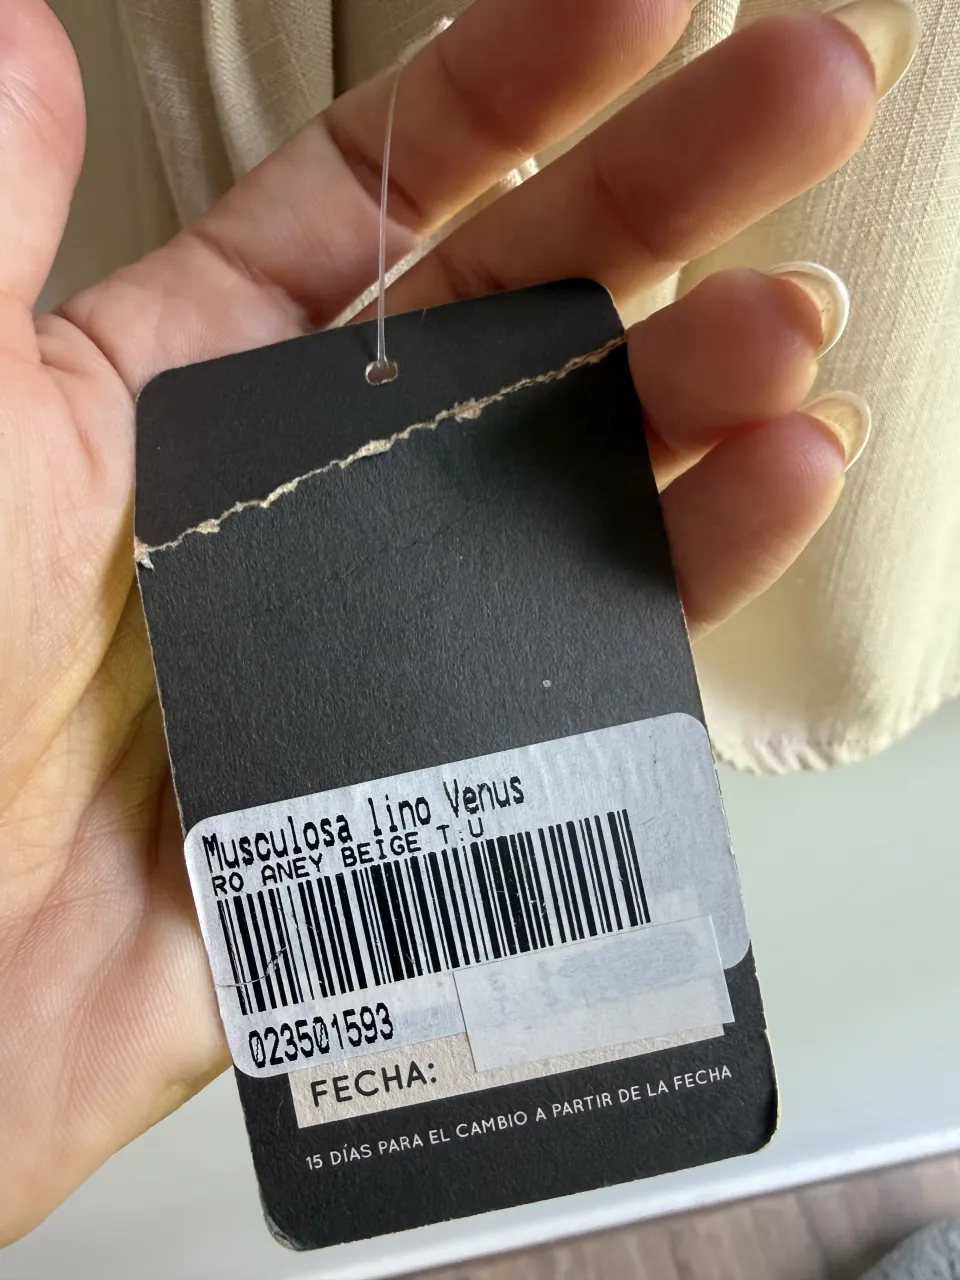 Musculosa lino Venus
RO ANEY BEIGE T:U
023501593
FECHA:
15 DÍAS PARA EL CAMBIO A PARTIR DE LA FECHA